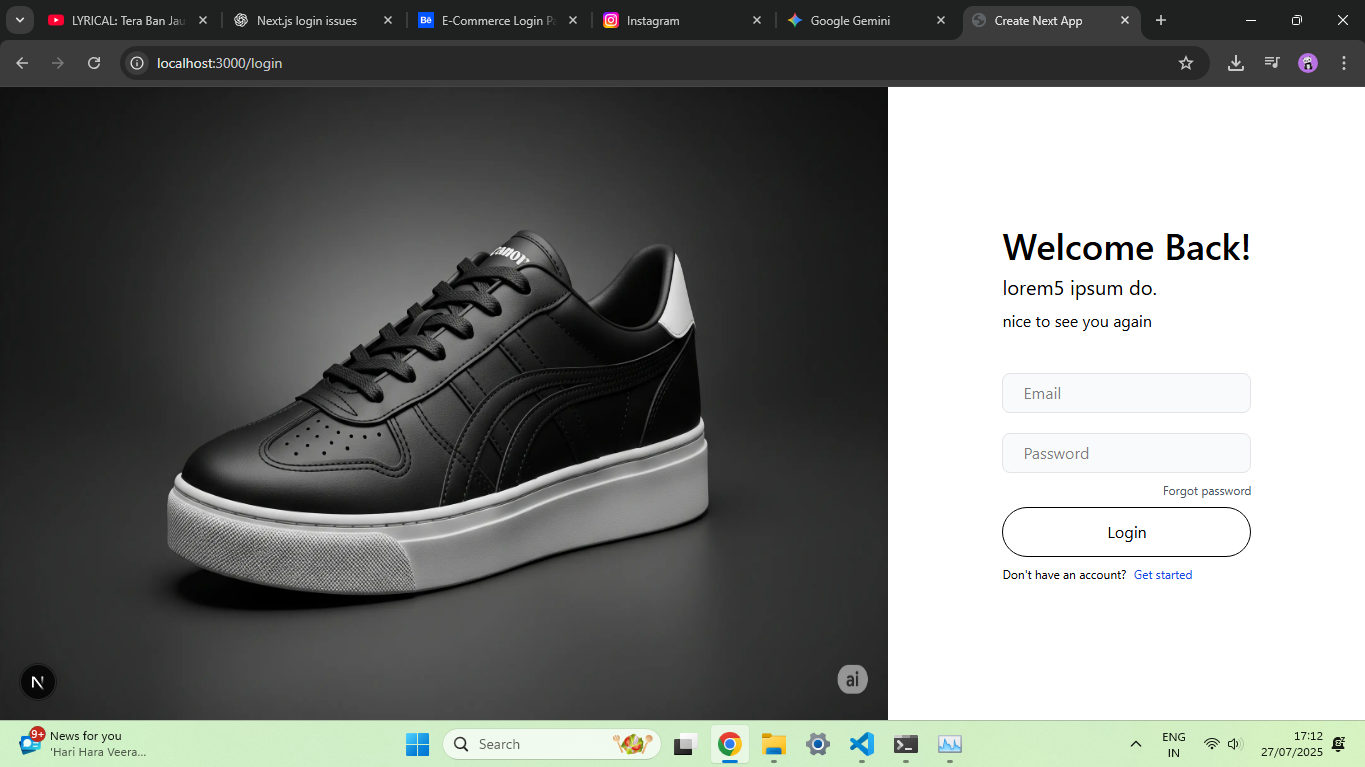 LYRICAL: Tera Ban Jau
Next.js login issues
E-Commerce Login Pa
Instagram
Google Gemini
Create Next App
localhost:3000/login
Welcome Back!
lorem5 ipsum do.
nice to see you again
Email
Password
Forgot password
Login
Don't have an account? Get started
N
ai
9+
News for you
'Hari Hara Veera...
Search
ENG
IN
17:12
27/07/2025